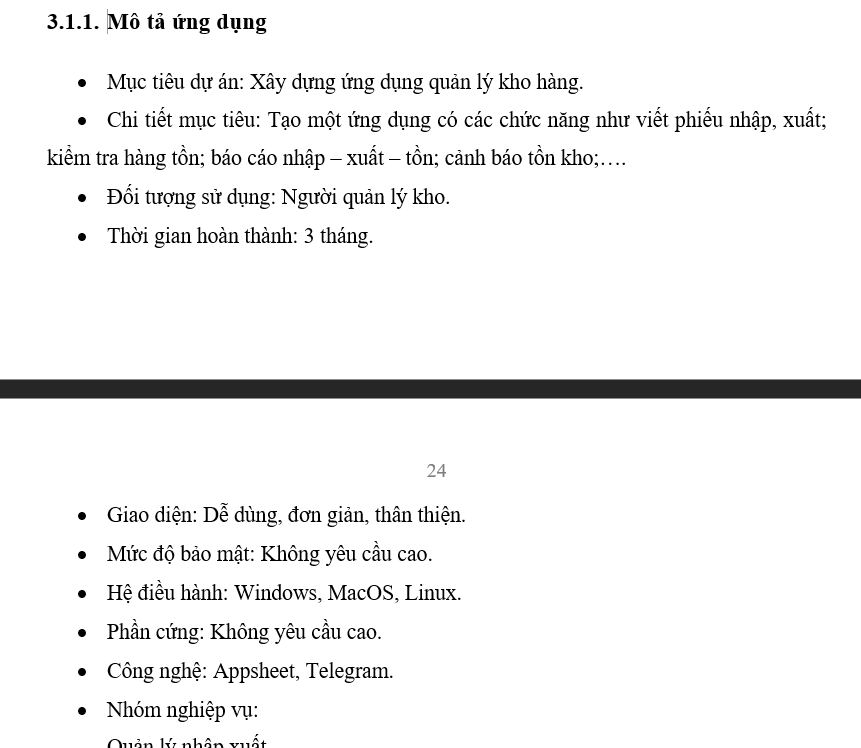 3.1.1. Mô tả ứng dụng
• Mục tiêu dự án: Xây dựng ứng dụng quản lý kho hàng.
• Chi tiết mục tiêu: Tạo một ứng dụng có các chức năng như viết phiếu nhập, xuất;
kiểm tra hàng tồn; báo cáo nhập – xuất – tồn; cảnh báo tồn kho;….
• Đối tượng sử dụng: Người quản lý kho.
• Thời gian hoàn thành: 3 tháng.
24
• Giao diện: Dễ dùng, đơn giản, thân thiện.
• Mức độ bảo mật: Không yêu cầu cao.
• Hệ điều hành: Windows, MacOS, Linux.
• Phần cứng: Không yêu cầu cao.
• Công nghệ: Appsheet, Telegram.
• Nhóm nghiệp vụ:
Quản lý nhập xuất